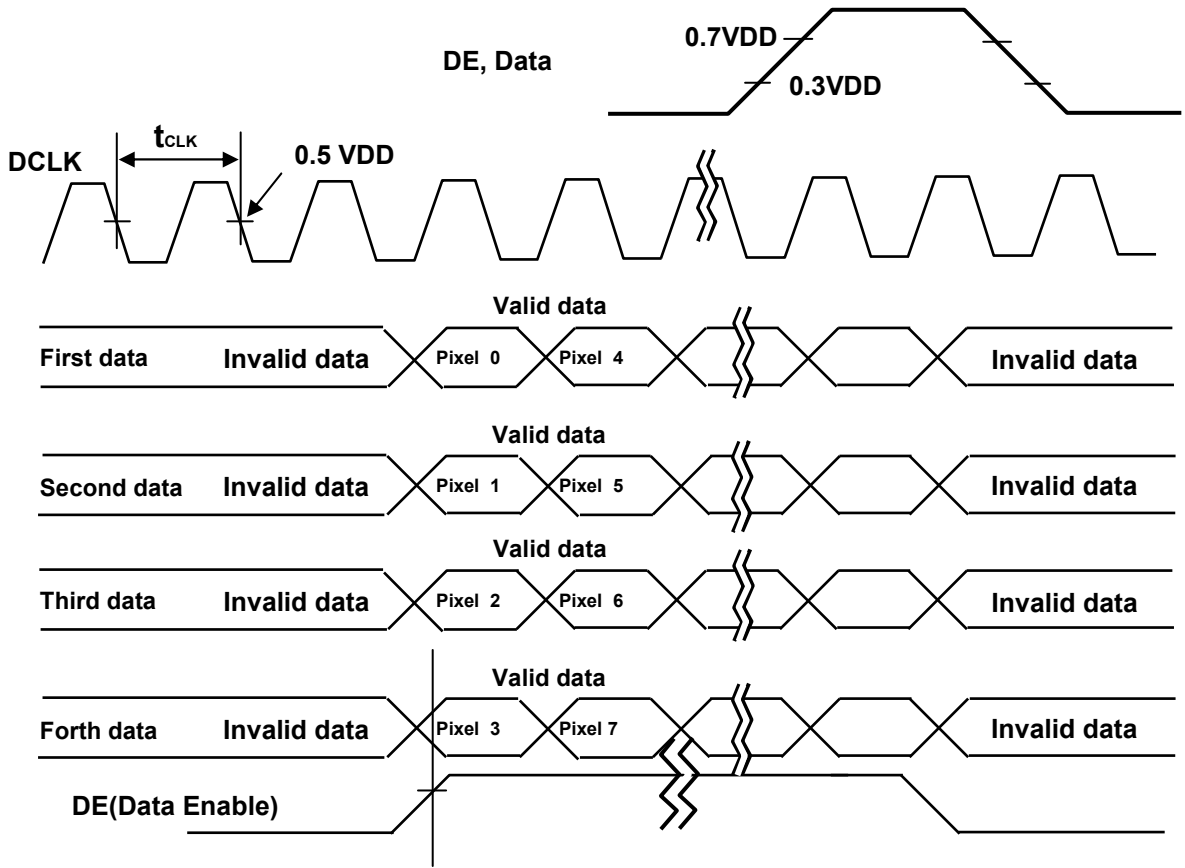 0.7VDD
DE, Data
0.3VDD
tCLK
DCLK
0.5 VDD
Valid data
First data Invalid data Pixel 0 Pixel 4 Invalid data
Valid data
Second data Invalid data Pixel 1 Pixel 5 Invalid data
Valid data
Third data Invalid data Pixel 2 Pixel 6 Invalid data
Valid data
Forth data Invalid data Pixel 3 Pixel 7 Invalid data
DE(Data Enable)